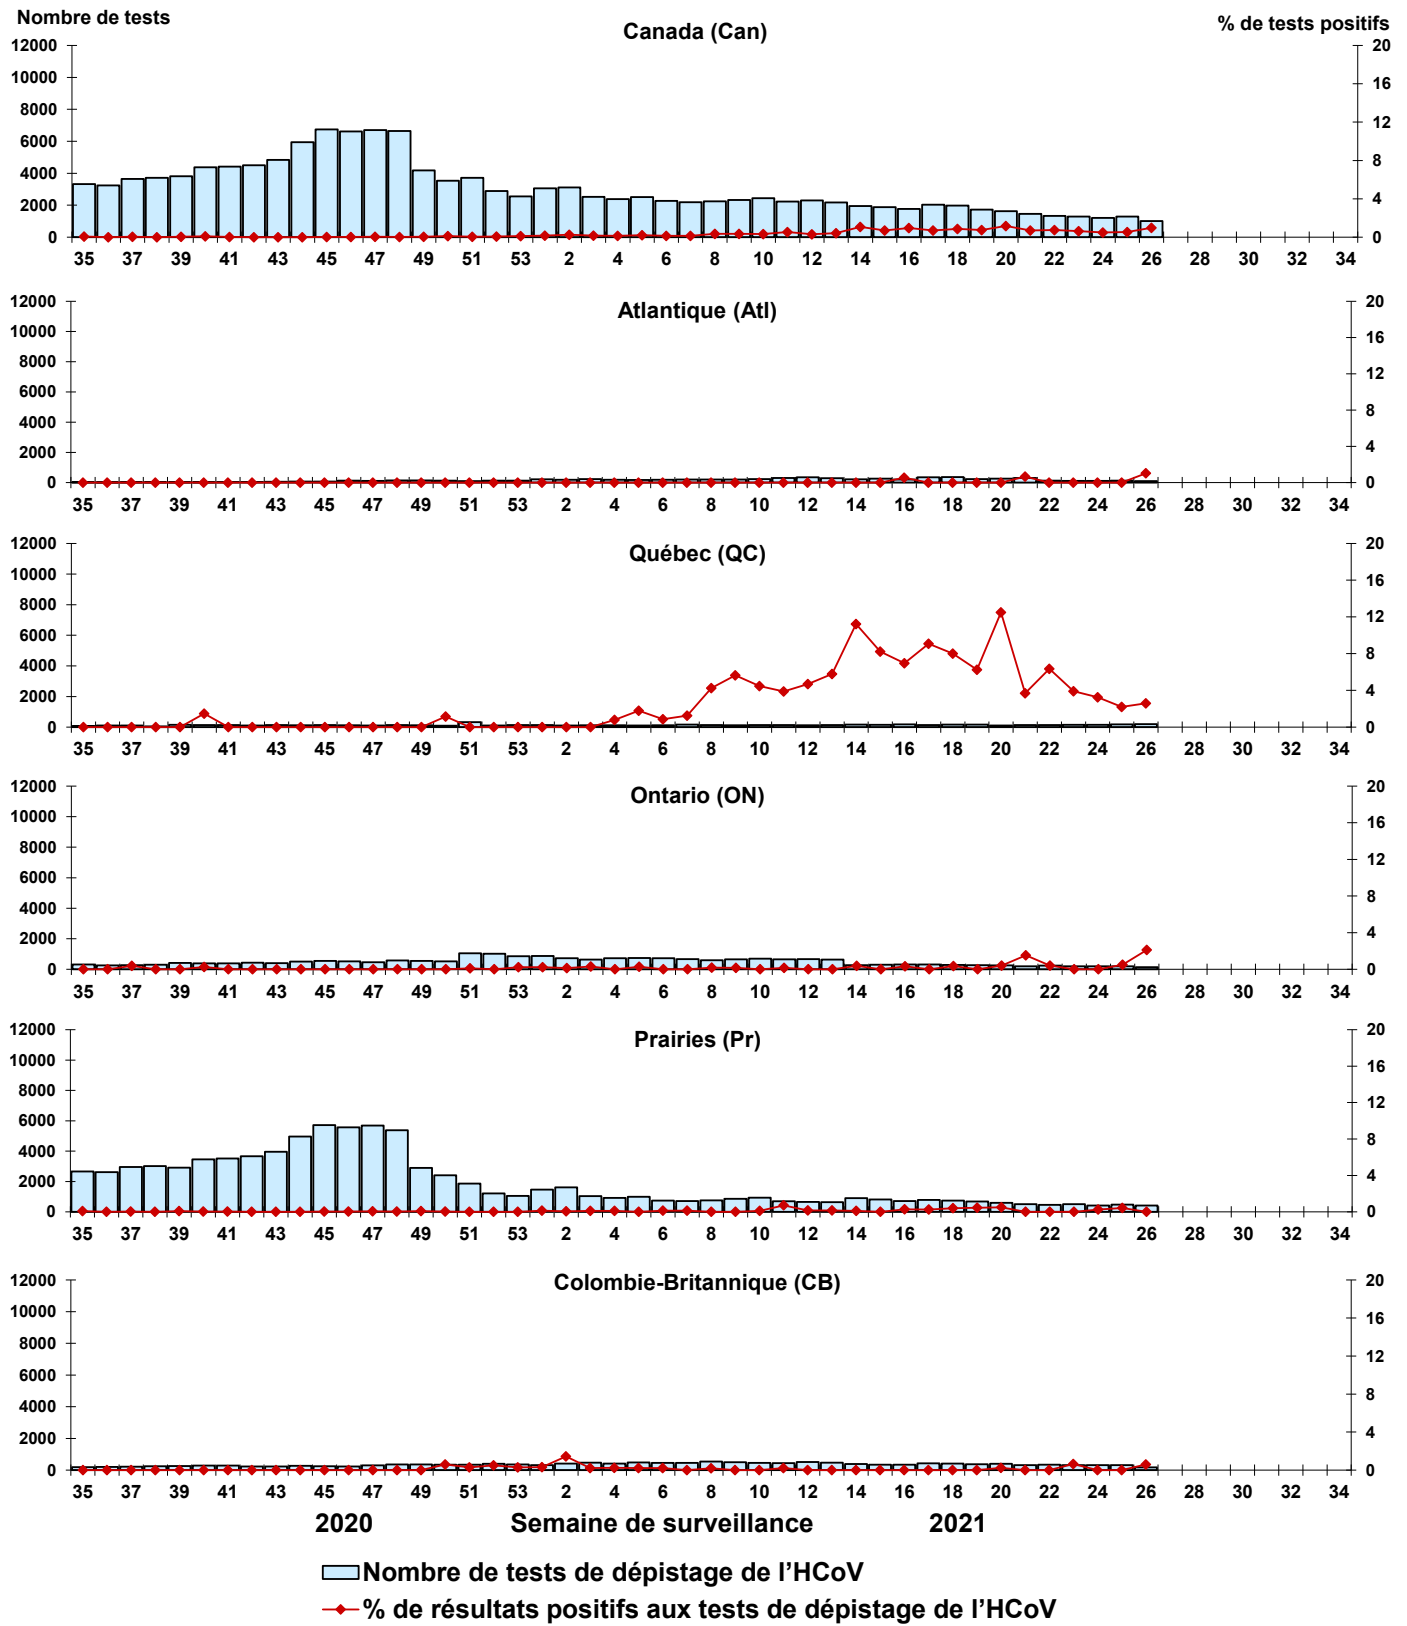 Nombre de tests
Canada (Can)
% de tests positifs
12000 20
10000 16
8000 12
6000 8
4000 4
2000 0
0
35 37 39 41 43 45 47 49 51 53 2 4 6 8 10 12 14 16 18 20 22 24 26 28 30 32 34
Atlantique (Atl)
12000 20
10000 16
8000 12
6000 8
4000 4
2000 0
0
35 37 39 41 43 45 47 49 51 53 2 4 6 8 10 12 14 16 18 20 22 24 26 28 30 32 34
Québec (QC)
12000 20
10000 16
8000 12
6000 8
4000 4
2000 0
0
35 37 39 41 43 45 47 49 51 53 2 4 6 8 10 12 14 16 18 20 22 24 26 28 30 32 34
Ontario (ON)
12000 20
10000 16
8000 12
6000 8
4000 4
2000 0
0
35 37 39 41 43 45 47 49 51 53 2 4 6 8 10 12 14 16 18 20 22 24 26 28 30 32 34
Prairies (Pr)
12000 20
10000 16
8000 12
6000 8
4000 4
2000 0
0
35 37 39 41 43 45 47 49 51 53 2 4 6 8 10 12 14 16 18 20 22 24 26 28 30 32 34
Colombie-Britannique (CB)
12000 20
10000 16
8000 12
6000 8
4000 4
2000 0
0
35 37 39 41 43 45 47 49 51 53 2 4 6 8 10 12 14 16 18 20 22 24 26 28 30 32 34
2020 Semaine de surveillance 2021
Nombre de tests de dépistage de l’HCoV
% de résultats positifs aux tests de dépistage de l’HCoV